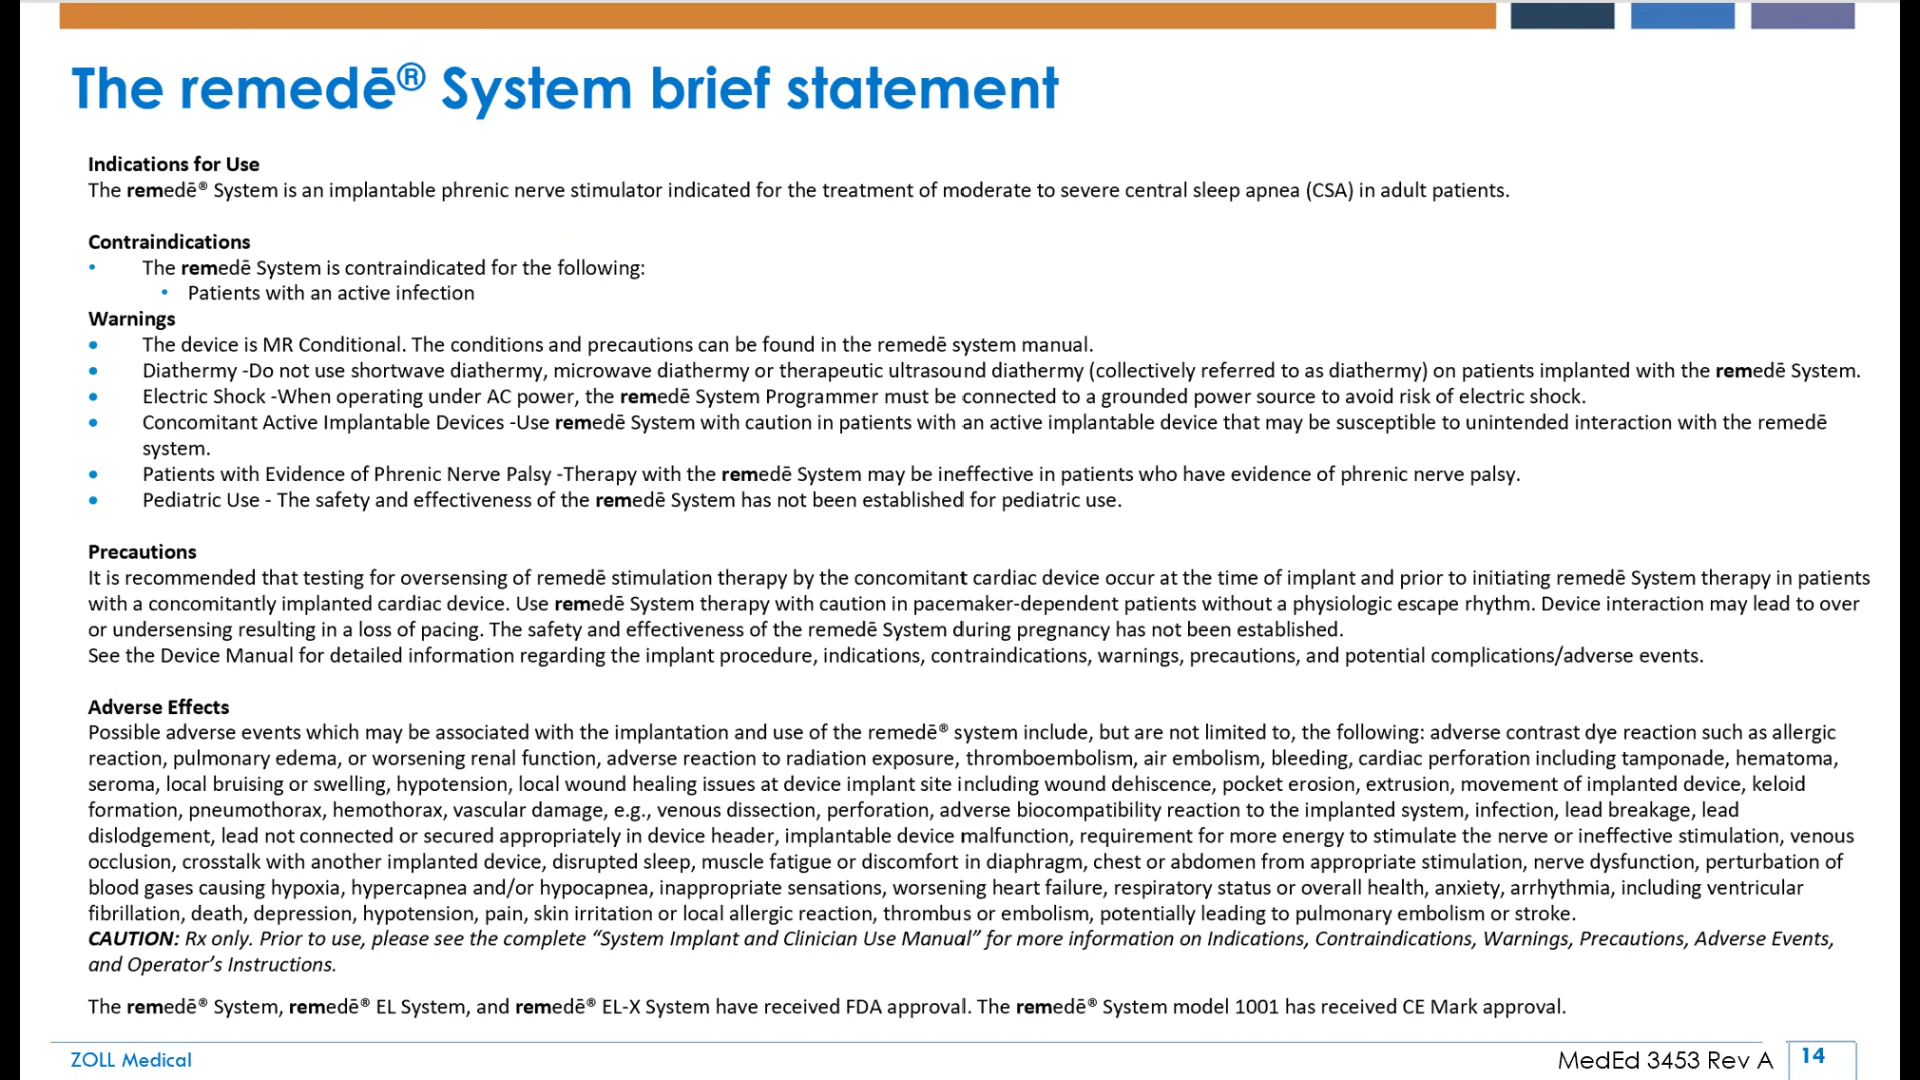 The remedē® System brief statement
Indications for Use
The remedē® System is an implantable phrenic nerve stimulator indicated for the treatment of moderate to severe central sleep apnea (CSA) in adult patients.
Contraindications
• The remedē System is contraindicated for the following:
• Patients with an active infection
Warnings
• The device is MR Conditional. The conditions and precautions can be found in the remedē system manual.
• Diathermy -Do not use shortwave diathermy, microwave diathermy or therapeutic ultrasound diathermy (collectively referred to as diathermy) on patients implanted with the remedē System.
• Electric Shock -When operating under AC power, the remedē System Programmer must be connected to a grounded power source to avoid risk of electric shock.
• Concomitant Active Implantable Devices -Use remedē System with caution in patients with an active implantable device that may be susceptible to unintended interaction with the remedē
system.
• Patients with Evidence of Phrenic Nerve Palsy -Therapy with the remedē System may be ineffective in patients who have evidence of phrenic nerve palsy.
• Pediatric Use - The safety and effectiveness of the remedē System has not been established for pediatric use.
Precautions
It is recommended that testing for oversensing of remedē stimulation therapy by the concomitant cardiac device occur at the time of implant and prior to initiating remedē System therapy in patients
with a concomitantly implanted cardiac device. Use remedē System therapy with caution in pacemaker-dependent patients without a physiologic escape rhythm. Device interaction may lead to over
or undersensing resulting in a loss of pacing. The safety and effectiveness of the remedē System during pregnancy has not been established.
See the Device Manual for detailed information regarding the implant procedure, indications, contraindications, warnings, precautions, and potential complications/adverse events.
Adverse Effects
Possible adverse events which may be associated with the implantation and use of the remedē® system include, but are not limited to, the following: adverse contrast dye reaction such as allergic
reaction, pulmonary edema, or worsening renal function, adverse reaction to radiation exposure, thromboembolism, air embolism, bleeding, cardiac perforation including tamponade, hematoma,
seroma, local bruising or swelling, hypotension, local wound healing issues at device implant site including wound dehiscence, pocket erosion, extrusion, movement of implanted device, keloid
formation, pneumothorax, hemothorax, vascular damage, e.g., venous dissection, perforation, adverse biocompatibility reaction to the implanted system, infection, lead breakage, lead
dislodgement, lead not connected or secured appropriately in device header, implantable device malfunction, requirement for more energy to stimulate the nerve or ineffective stimulation, venous
occlusion, crosstalk with another implanted device, disrupted sleep, muscle fatigue or discomfort in diaphragm, chest or abdomen from appropriate stimulation, nerve dysfunction, perturbation of
blood gases causing hypoxia, hypercapnea and/or hypocapnea, inappropriate sensations, worsening heart failure, respiratory status or overall health, anxiety, arrhythmia, including ventricular
fibrillation, death, depression, hypotension, pain, skin irritation or local allergic reaction, thrombus or embolism, potentially leading to pulmonary embolism or stroke.
CAUTION: Rx only. Prior to use, please see the complete “System Implant and Clinician Use Manual” for more information on Indications, Contraindications, Warnings, Precautions, Adverse Events,
and Operator’s Instructions.
The remedē® System, remedē® EL System, and remedē® EL-X System have received FDA approval. The remedē® System model 1001 has received CE Mark approval.
ZOLL Medical
MedEd 3453 Rev A
14